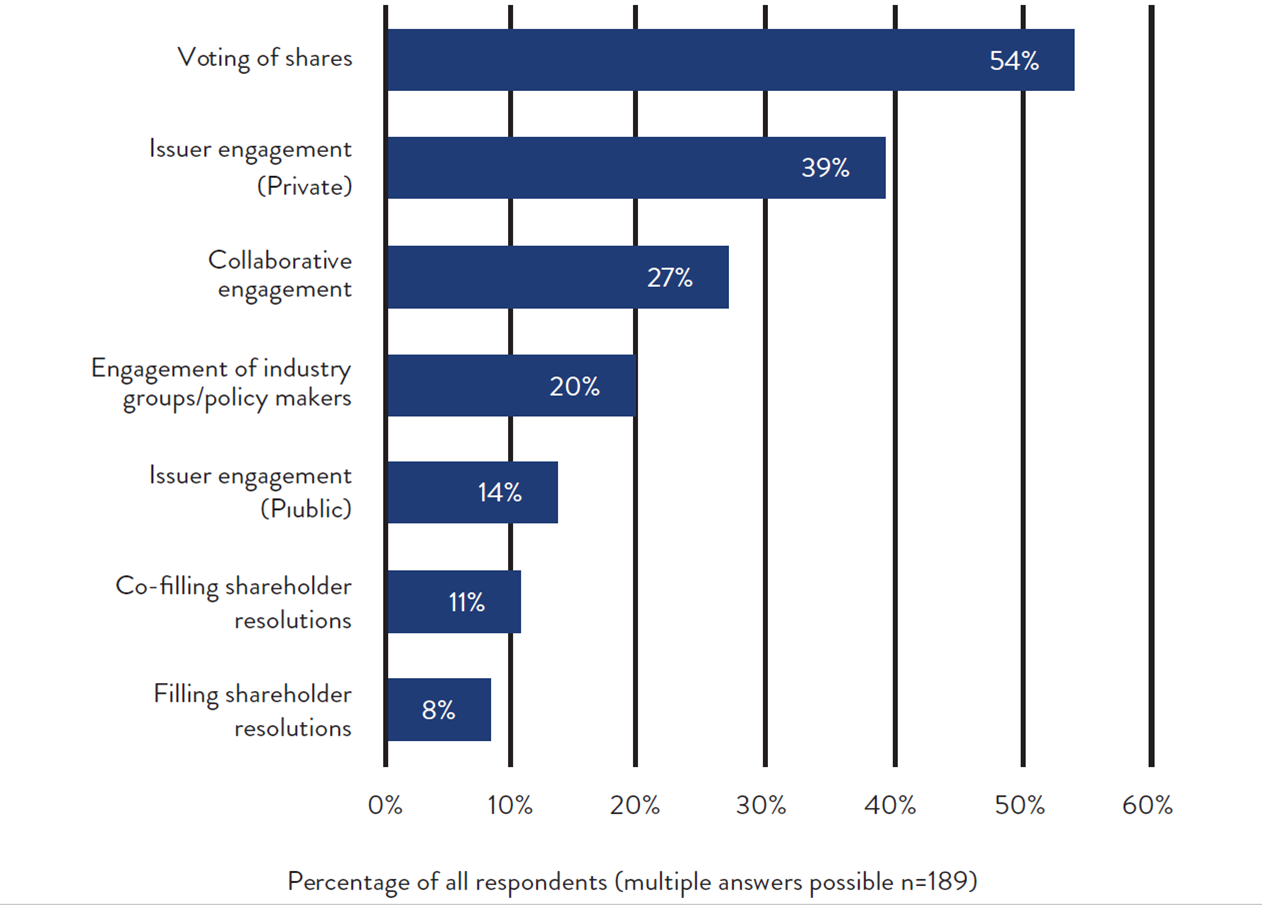 Voting of shares
54%
Issuer engagement
(Private)
39%
Collaborative
engagement
27%
Engagement of industry
groups/policy makers
20%
Issuer engagement
(Pıublic)
14%
Co-filling shareholder
resolutions
11%
Filling shareholder
resolutions
8%
0% 10% 20% 30% 40% 50% 60%
Percentage of all respondents (multiple answers possible n=189)